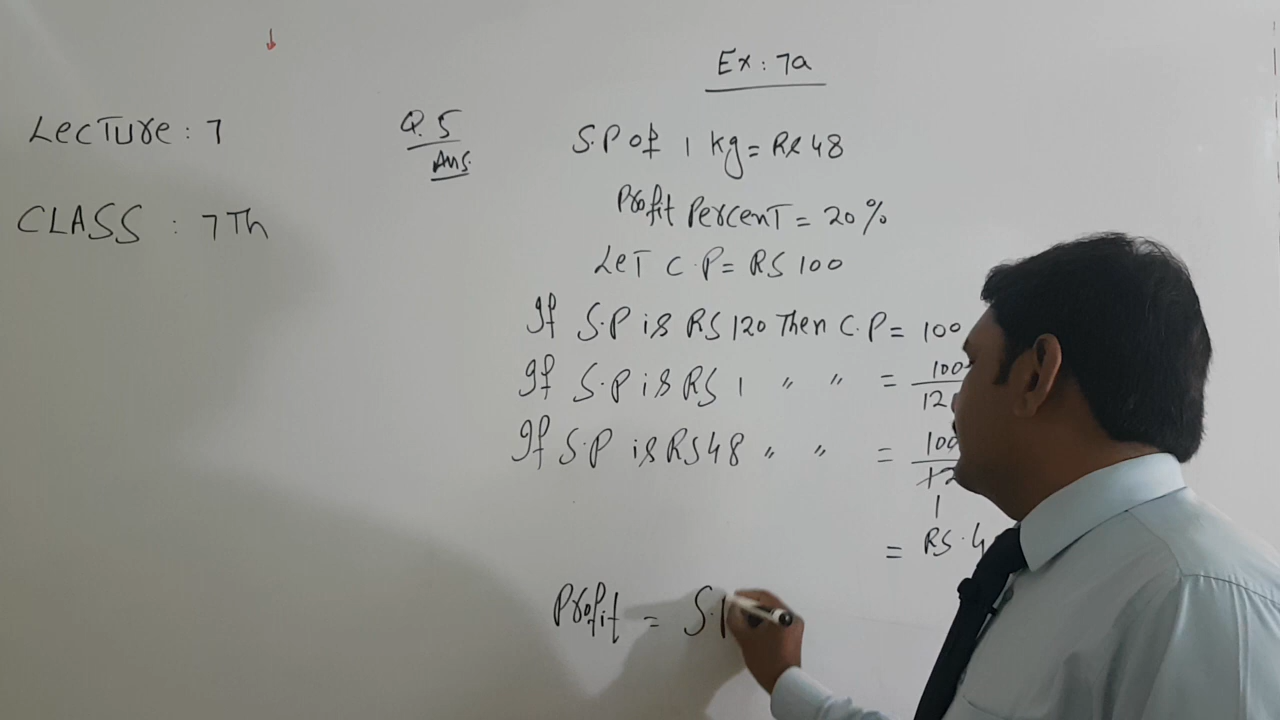 Ex: 7a
Lecture: 7
Q.5
Ans.
S.P of 1 kg = Rs 48
CLASS : 7Th
Profit Percent = 20%
Let C.P = RS 100
If S.P is RS 120 Then C.P = 100
If S.P is RS 1 " " = 100
12
If S.P is RS 48 " " = 100
12
1
= RS. 4
Profit = S.